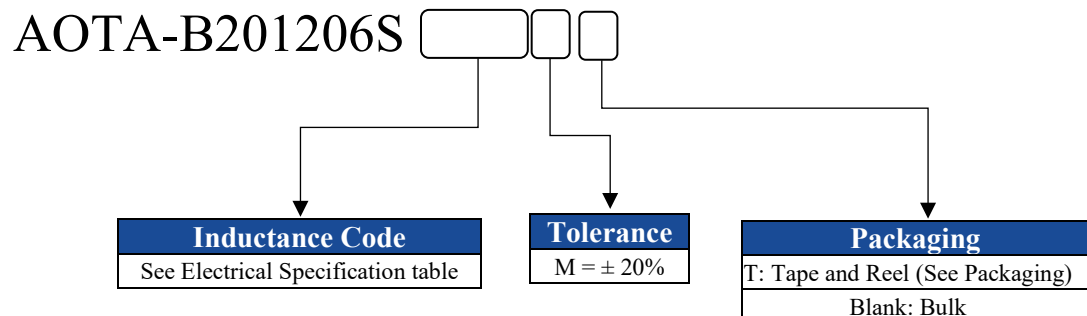 AOTA-B201206S
Inductance Code
See Electrical Specification table
Tolerance
M = ± 20%
Packaging
T: Tape and Reel (See Packaging)
Blank: Bulk